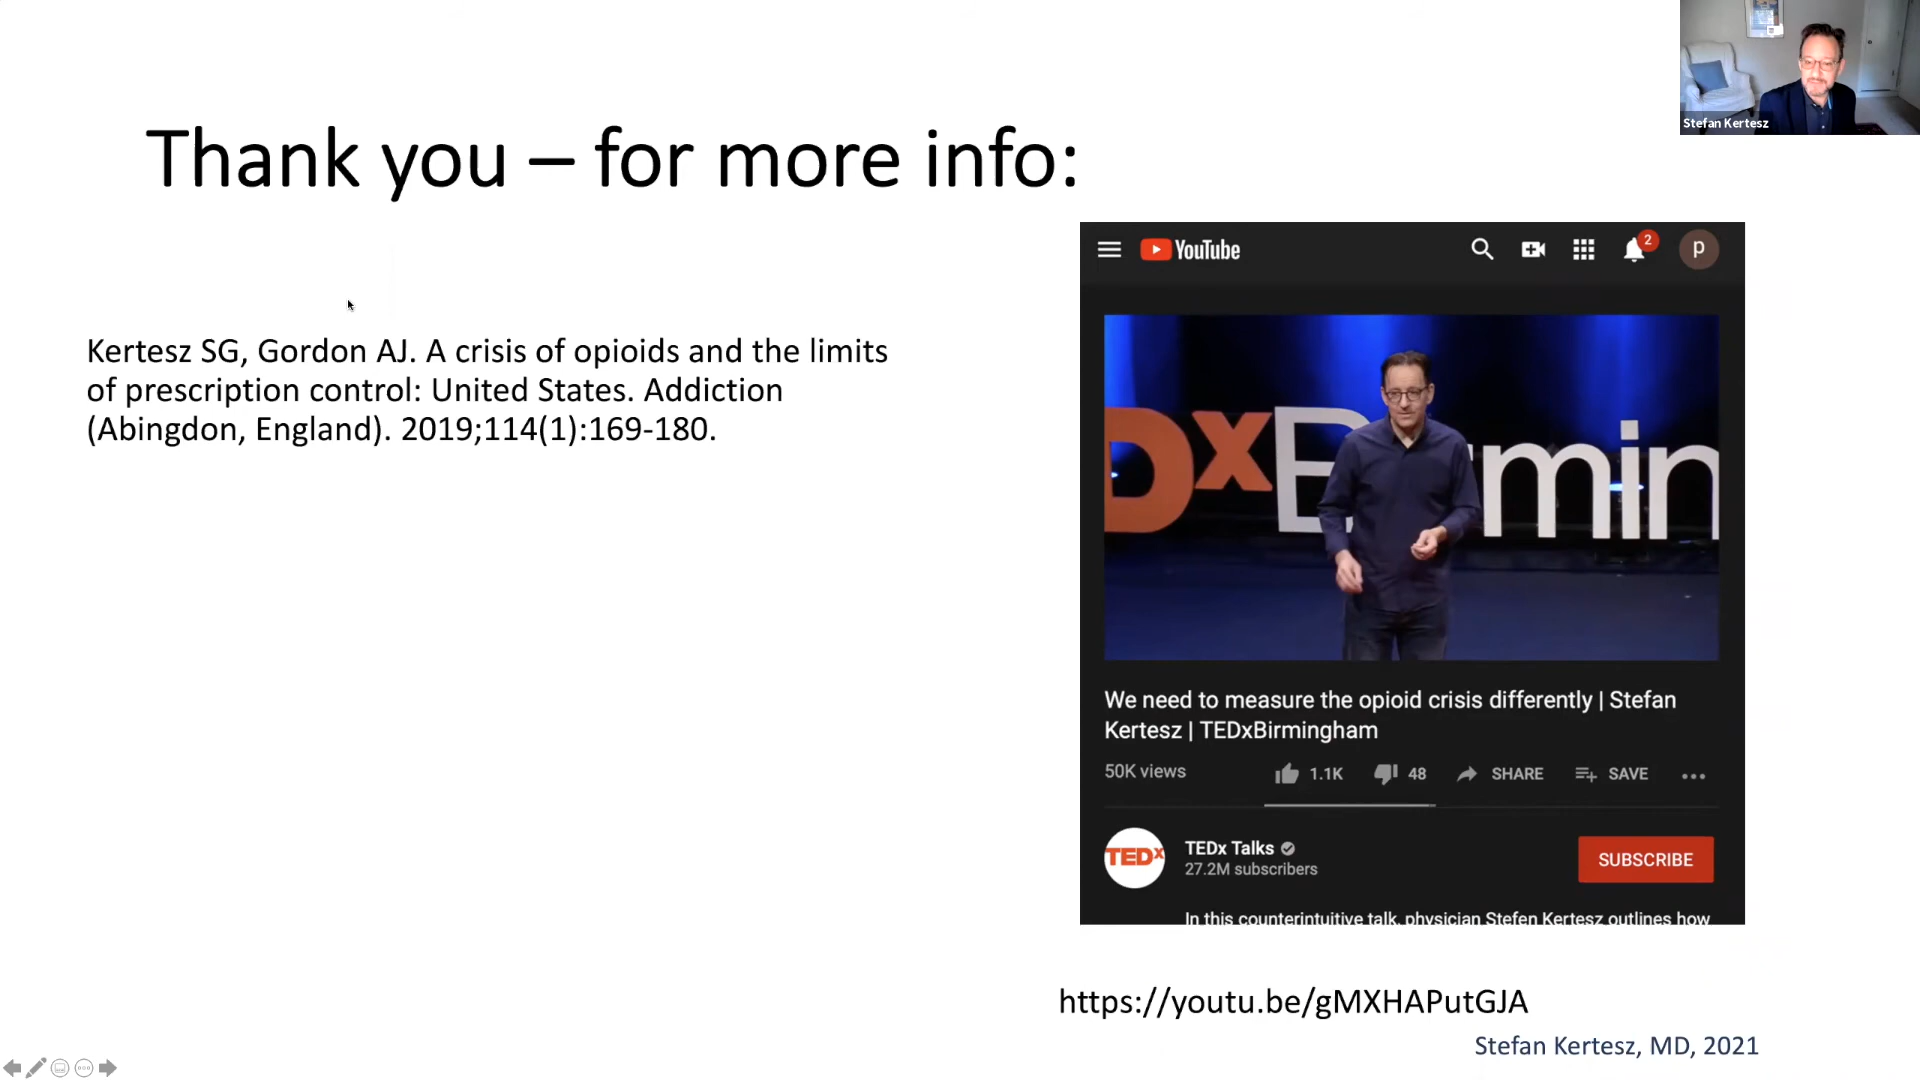 Stefan Kertesz
Thank you – for more info:
Kertesz SG, Gordon AJ. A crisis of opioids and the limits
of prescription control: United States. Addiction
(Abingdon, England). 2019;114(1):169-180.
YouTube
2
p
DxBirmin
We need to measure the opioid crisis differently | Stefan
Kertesz | TEDxBirmingham
50K views
1.1K
48
SHARE
SAVE
TEDx
TEDx Talks
27.2M subscribers
SUBSCRIBE
In this counterintuitive talk, physician Stefen Kertesz outlines how
https://youtu.be/gMXHAPutGJA
Stefan Kertesz, MD, 2021